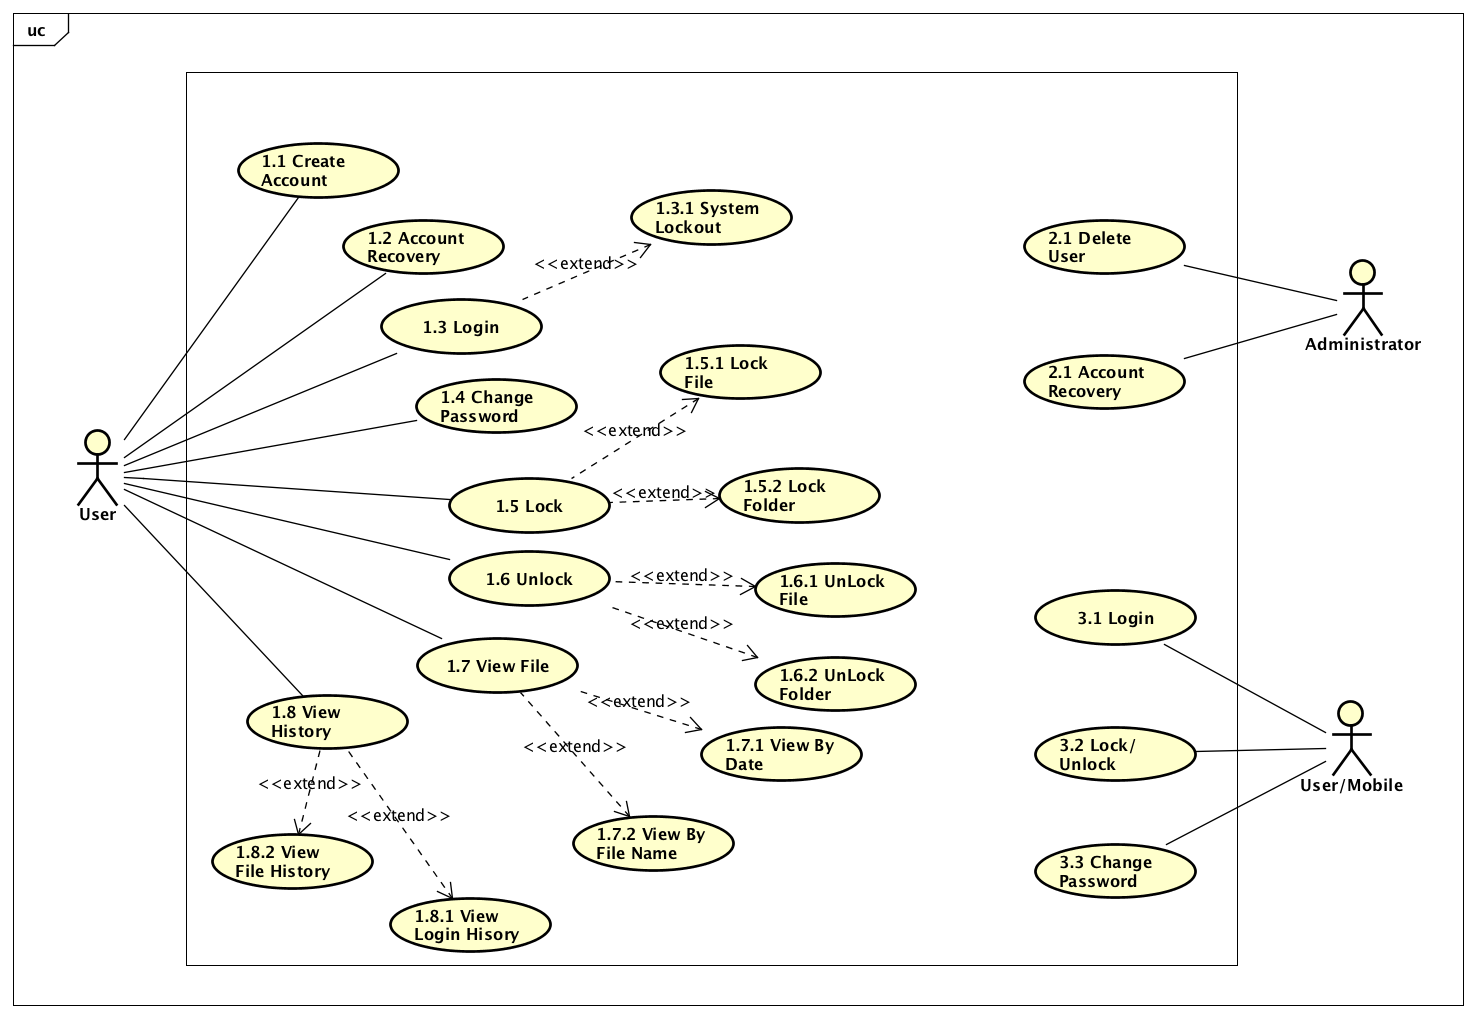 uc
1.1 Create
Account
1.2 Account
Recovery
1.3.1 System
Lockout
<<extend>>
1.3 Login
2.1 Delete
User
Administrator
1.5.1 Lock
File
1.4 Change
Password
<<extend>>
2.1 Account
Recovery
User
1.5 Lock
<<extend>>
1.5.2 Lock
Folder
1.6 Unlock
<<extend>>
1.6.1 UnLock
File
<<extend>>
3.1 Login
1.7 View File
1.6.2 UnLock
Folder
<<extend>>
1.8 View
History
<<extend>>
1.7.1 View By
Date
3.2 Lock/
Unlock
User/Mobile
<<extend>>
<<extend>>
1.7.2 View By
File Name
1.8.2 View
File History
3.3 Change
Password
1.8.1 View
Login Hisory